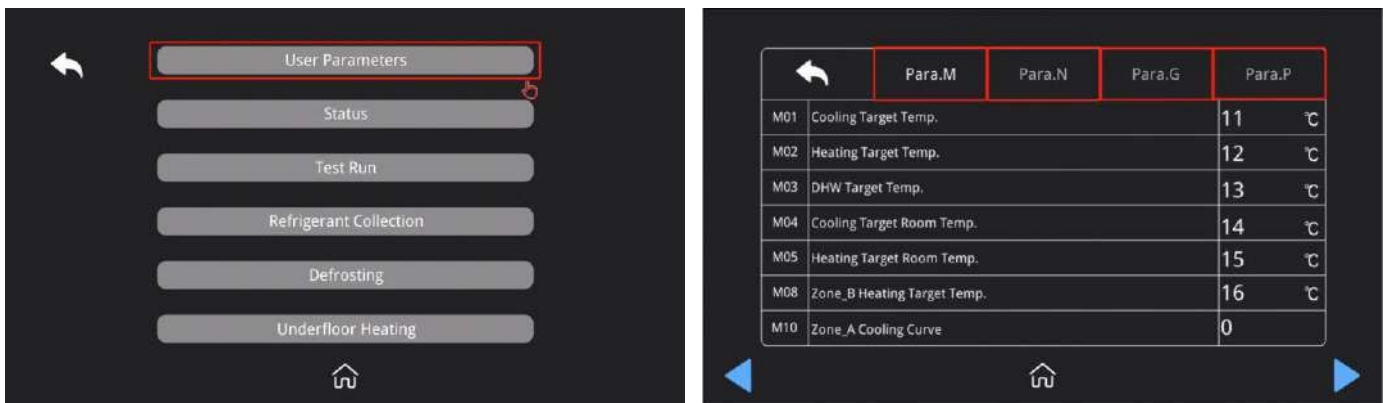 User Parameters
Status
Test Run
Refrigerant Collection
Defrosting
Underfloor Heating
Para.M Para.N Para.G Para.P
M01 Cooling Target Temp. 11 ℃
M02 Heating Target Temp. 12 ℃
M03 DHW Target Temp. 13 ℃
M04 Cooling Target Room Temp. 14 ℃
M05 Heating Target Room Temp. 15 ℃
M08 Zone_B Heating Target Temp. 16 ℃
M10 Zone_A Cooling Curve 0